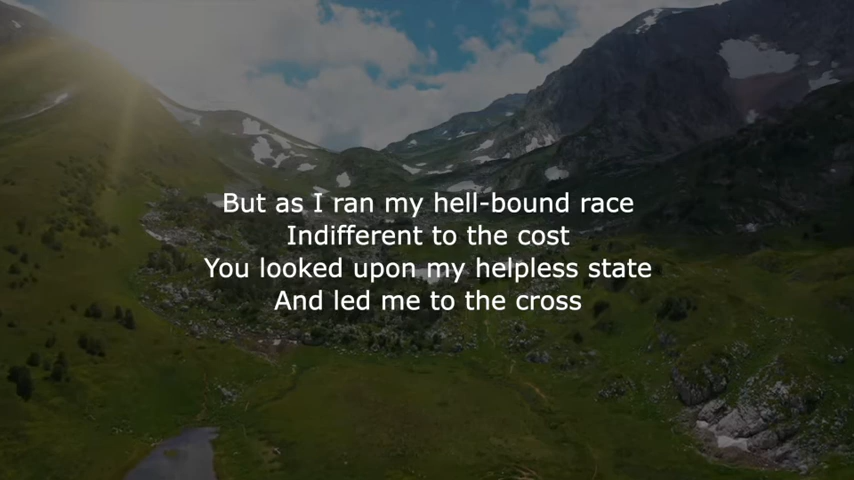 But as I ran my hell-bound race
Indifferent to the cost
You looked upon my helpless state
And led me to the cross